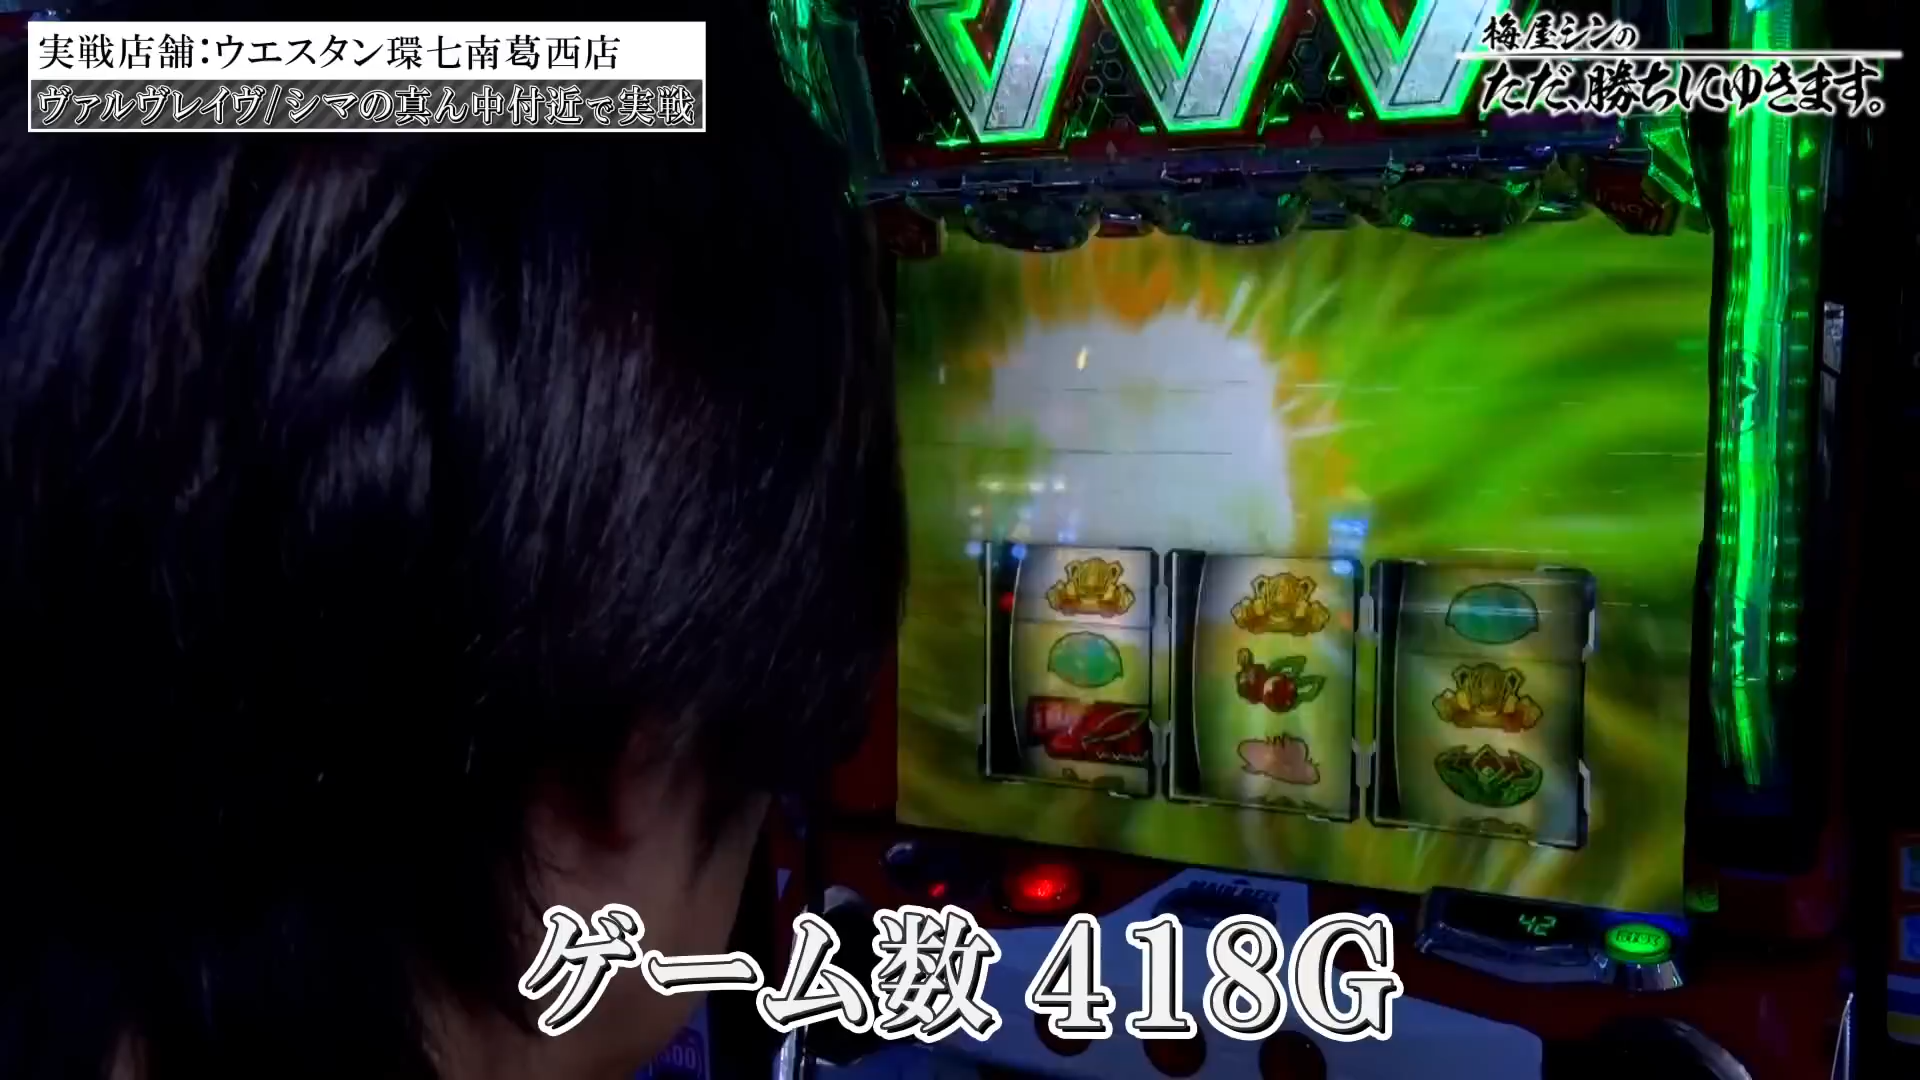 実戦店舗：ウエスタン環七南葛西店
ヴァルヴレイヴ/シマの真ん中付近で実戦
梅屋シンの
ただ、勝ちにゆきます。
42
ゲーム数 418G